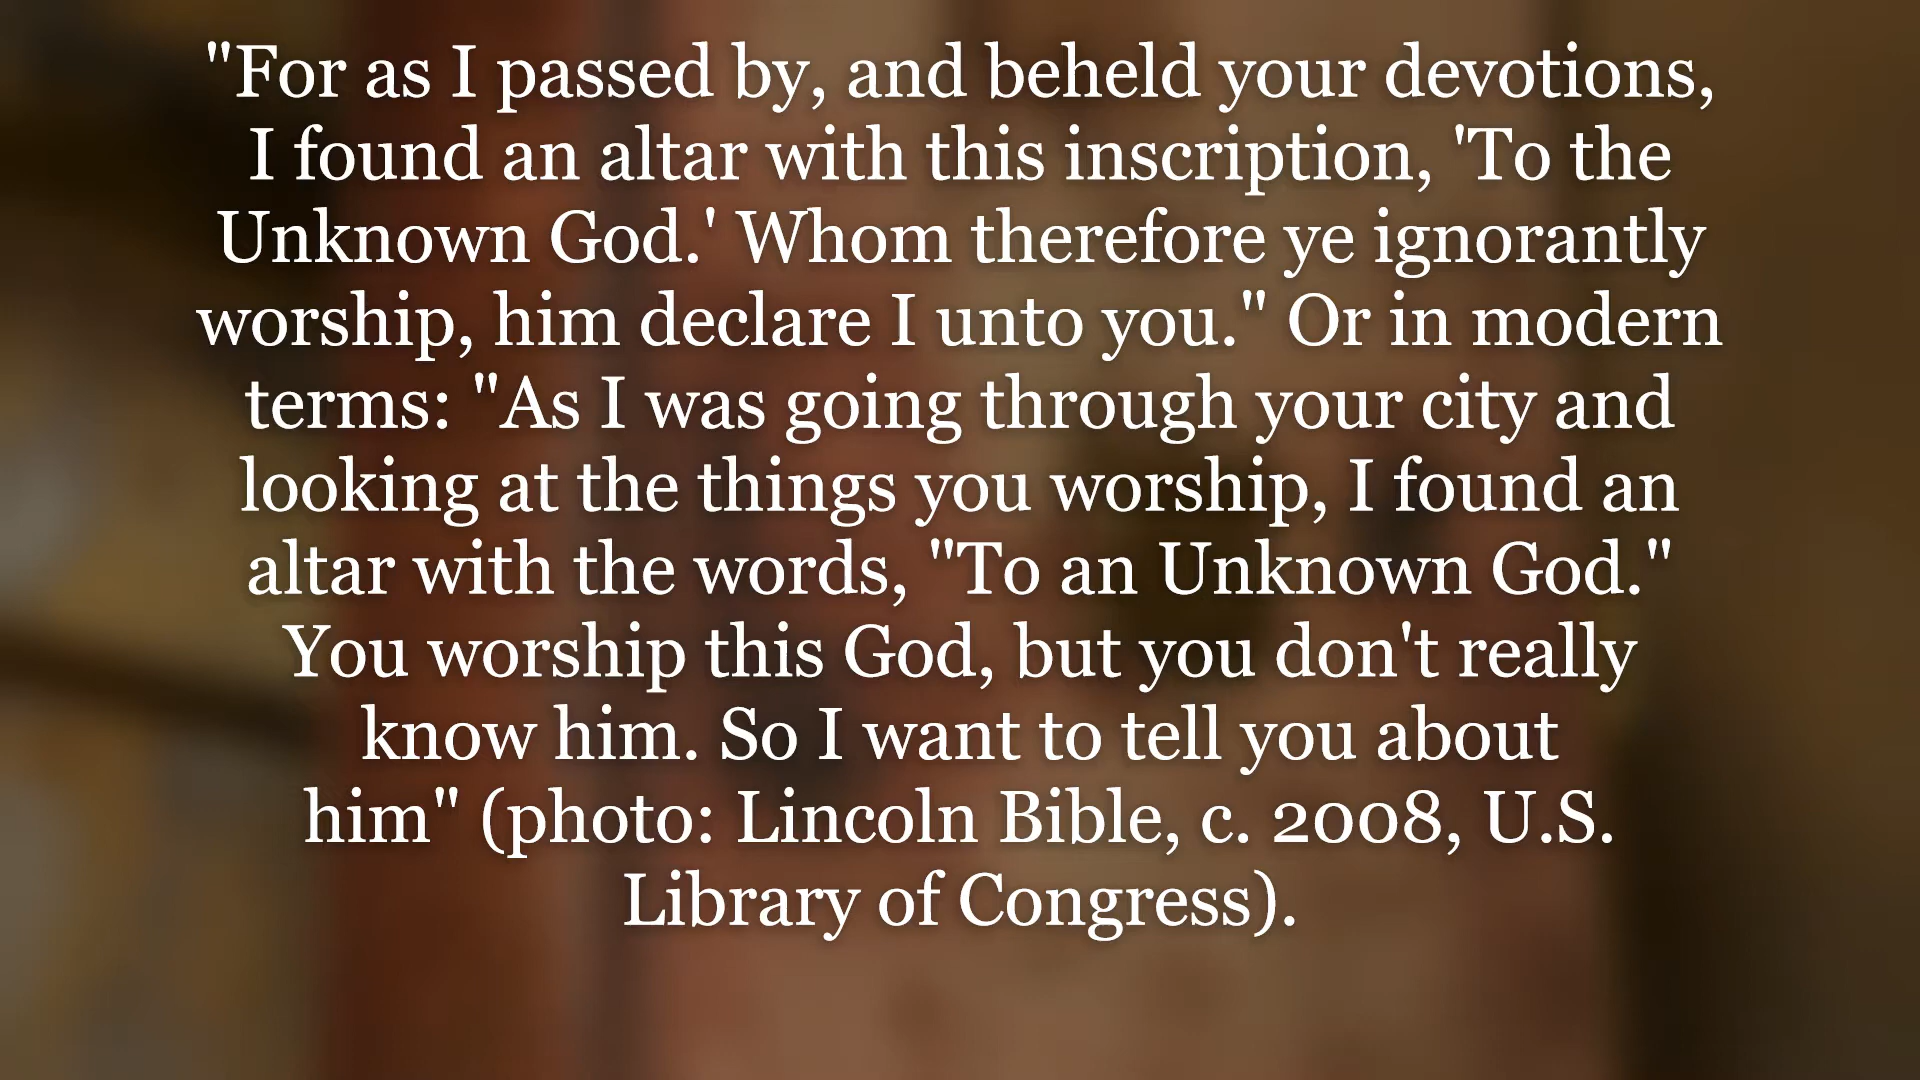 "For as I passed by, and beheld your devotions,
I found an altar with this inscription, 'To the
Unknown God.' Whom therefore ye ignorantly
worship, him declare I unto you." Or in modern
terms: "As I was going through your city and
looking at the things you worship, I found an
altar with the words, "To an Unknown God."
You worship this God, but you don't really
know him. So I want to tell you about
him" (photo: Lincoln Bible, c. 2008, U.S.
Library of Congress).